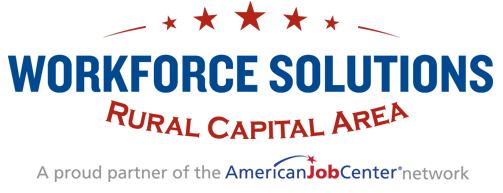 WORKFORCE SOLUTIONS
RURAL CAPITAL AREA
A proud partner of the AmericanJobCenter®network